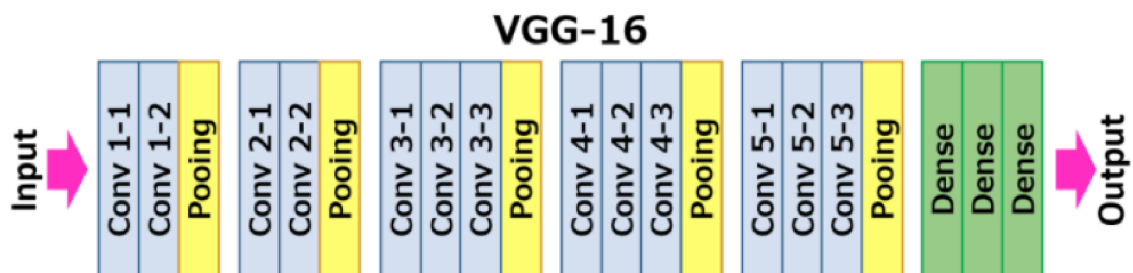 VGG-16
Input
Conv 1-1
Conv 1-2
Pooing
Conv 2-1
Conv 2-2
Pooing
Conv 3-1
Conv 3-2
Conv 3-3
Pooing
Conv 4-1
Conv 4-2
Conv 4-3
Pooing
Conv 5-1
Conv 5-2
Conv 5-3
Pooing
Dense
Dense
Dense
Output